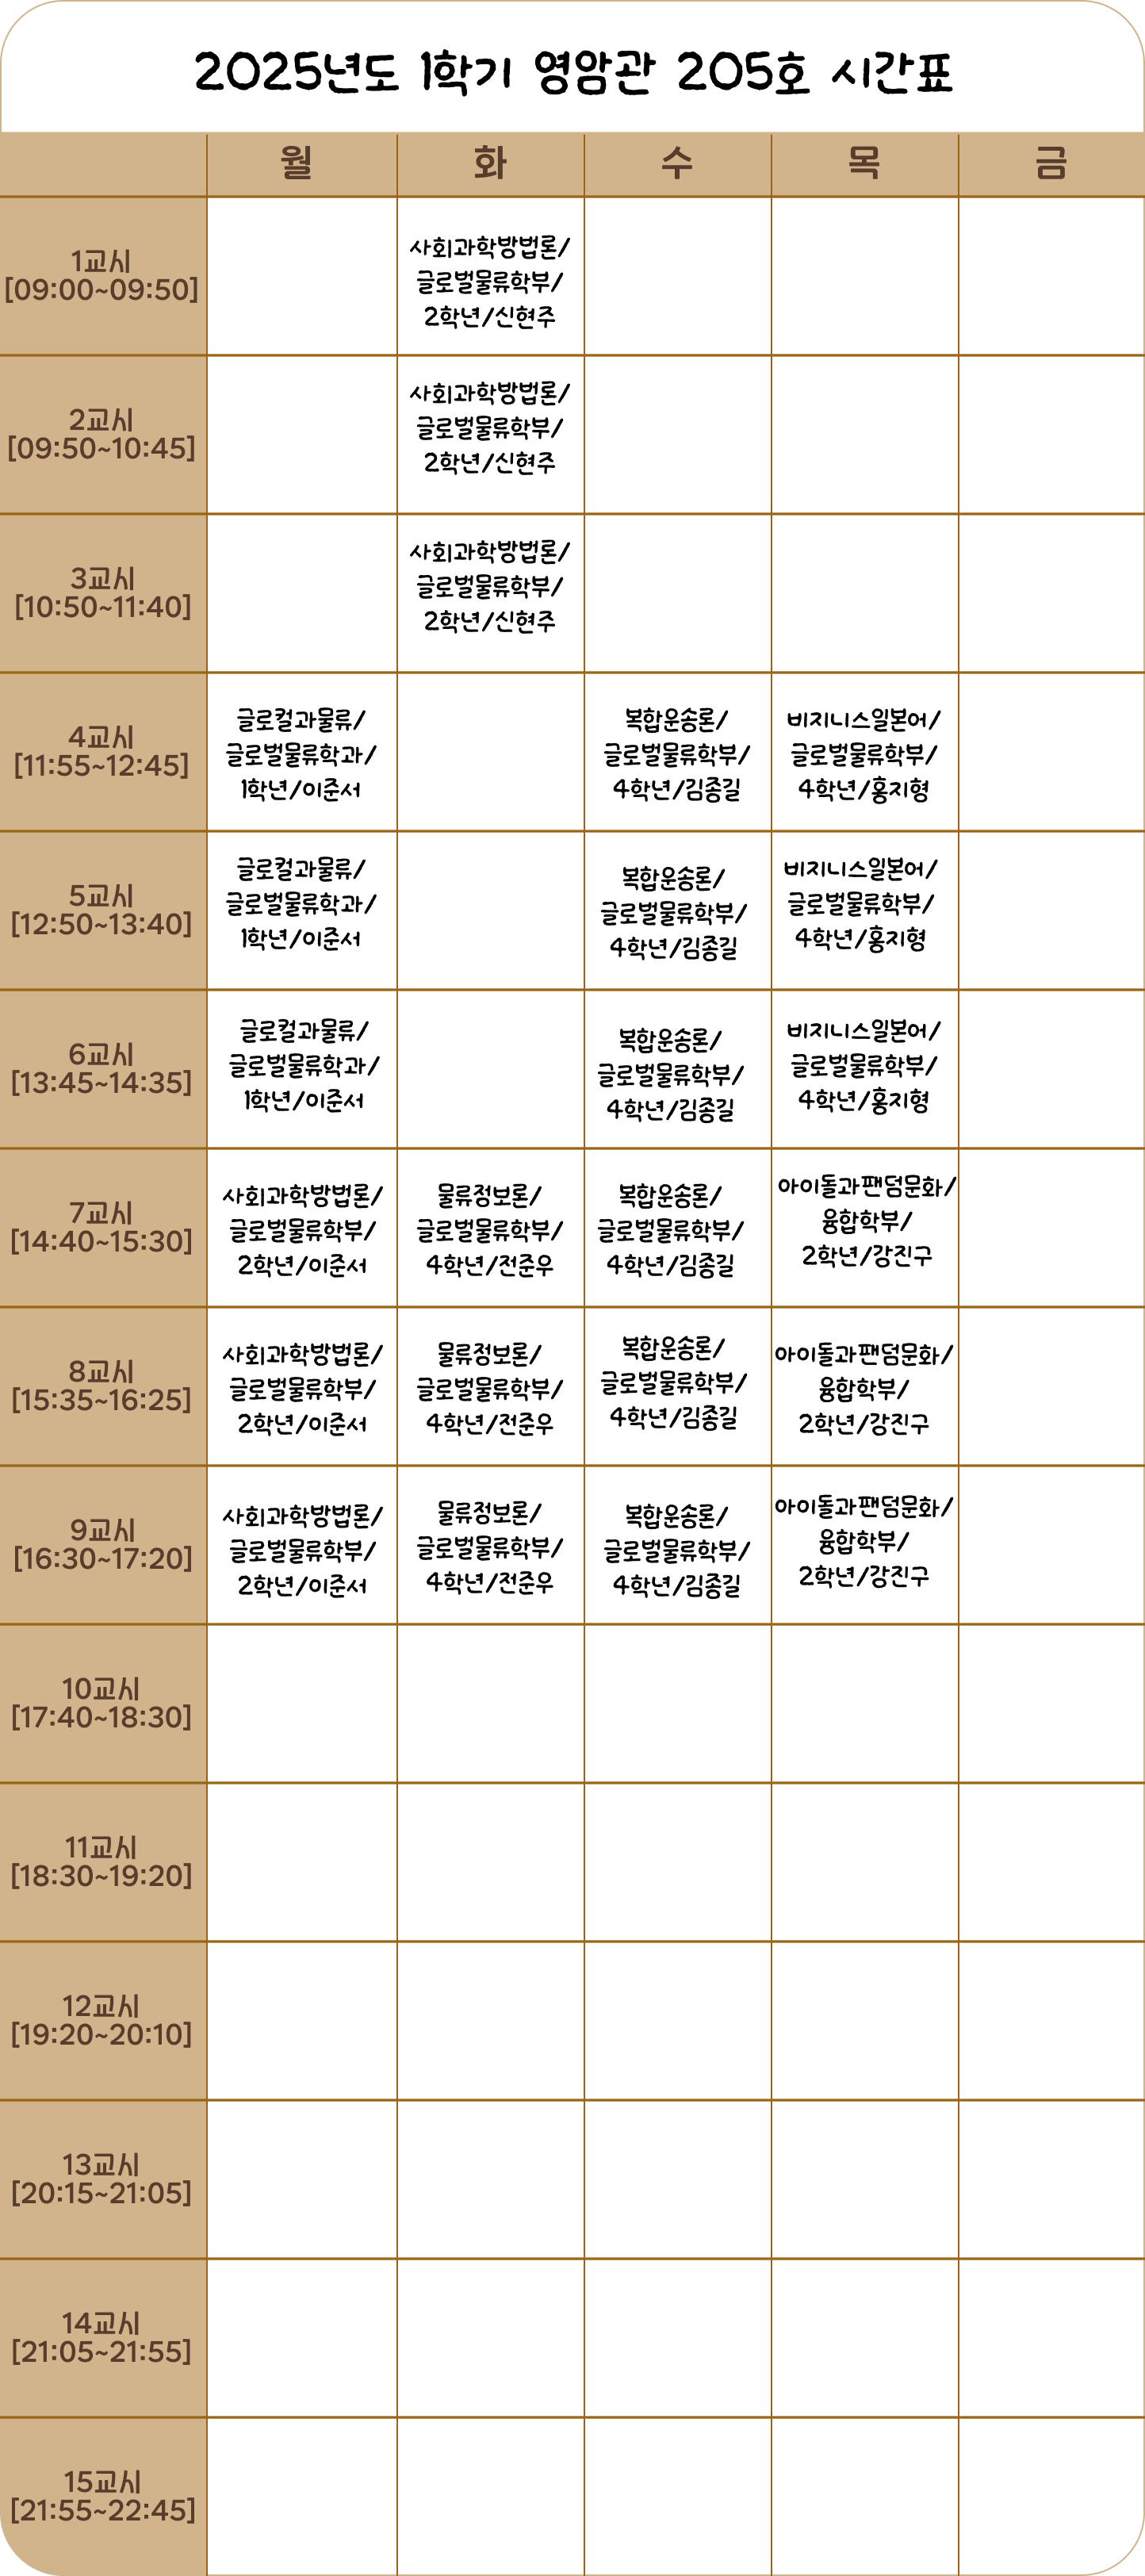 2025년도 1학기 영암관 205호 시간표
월 화 수 목 금
1교시
[09:00~09:50]
사회과학방법론/
글로벌물류학부/
2학년/신현주
2교시
[09:50~10:45]
사회과학방법론/
글로벌물류학부/
2학년/신현주
3교시
[10:50~11:40]
사회과학방법론/
글로벌물류학부/
2학년/신현주
4교시
[11:55~12:45]
글로컬과물류/
글로벌물류학과/
1학년/이준서
복합운송론/
글로벌물류학부/
4학년/김종길
비지니스일본어/
글로벌물류학부/
4학년/홍지형
5교시
[12:50~13:40]
글로컬과물류/
글로벌물류학과/
1학년/이준서
복합운송론/
글로벌물류학부/
4학년/김종길
비지니스일본어/
글로벌물류학부/
4학년/홍지형
6교시
[13:45~14:35]
글로컬과물류/
글로벌물류학과/
1학년/이준서
복합운송론/
글로벌물류학부/
4학년/김종길
비지니스일본어/
글로벌물류학부/
4학년/홍지형
7교시
[14:40~15:30]
사회과학방법론/
글로벌물류학부/
2학년/이준서
물류정보론/
글로벌물류학부/
4학년/전준우
복합운송론/
글로벌물류학부/
4학년/김종길
아이돌과팬덤문화/
융합학부/
2학년/강진구
8교시
[15:35~16:25]
사회과학방법론/
글로벌물류학부/
2학년/이준서
물류정보론/
글로벌물류학부/
4학년/전준우
복합운송론/
글로벌물류학부/
4학년/김종길
아이돌과팬덤문화/
융합학부/
2학년/강진구
9교시
[16:30~17:20]
사회과학방법론/
글로벌물류학부/
2학년/이준서
물류정보론/
글로벌물류학부/
4학년/전준우
복합운송론/
글로벌물류학부/
4학년/김종길
아이돌과팬덤문화/
융합학부/
2학년/강진구
10교시
[17:40~18:30]
11교시
[18:30~19:20]
12교시
[19:20~20:10]
13교시
[20:15~21:05]
14교시
[21:05~21:55]
15교시
[21:55~22:45]